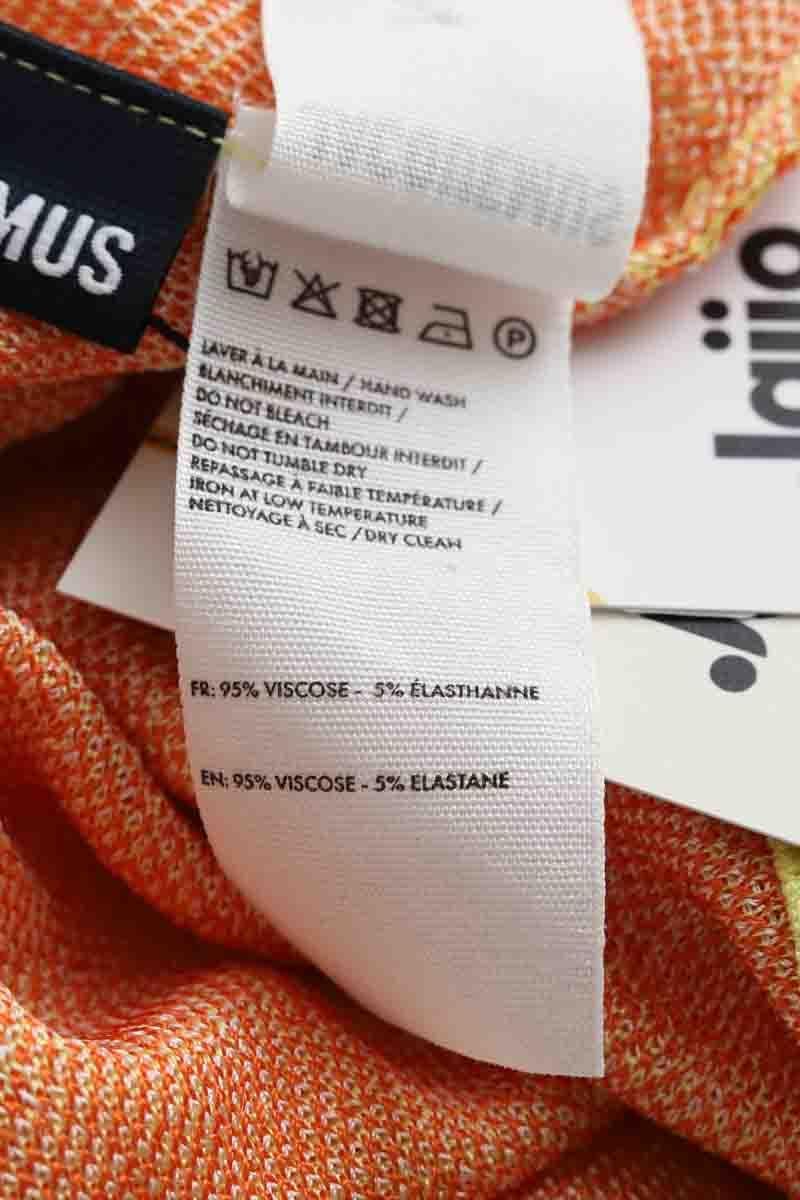 MUS
P
LAVER À LA MAIN / HAND WASH
BLANCHIMENT INTERDIT /
DO NOT BLEACH
SÉCHAGE EN TAMBOUR INTERDIT /
DO NOT TUMBLE DRY
REPASSAGE À FAIBLE TEMPÉRATURE /
IRON AT LOW TEMPERATURE
NETTOYAGE À SEC / DRY CLEAN
FR: 95% VISCOSE - 5% ÉLASTHANNE
EN: 95% VISCOSE - 5% ELASTANE